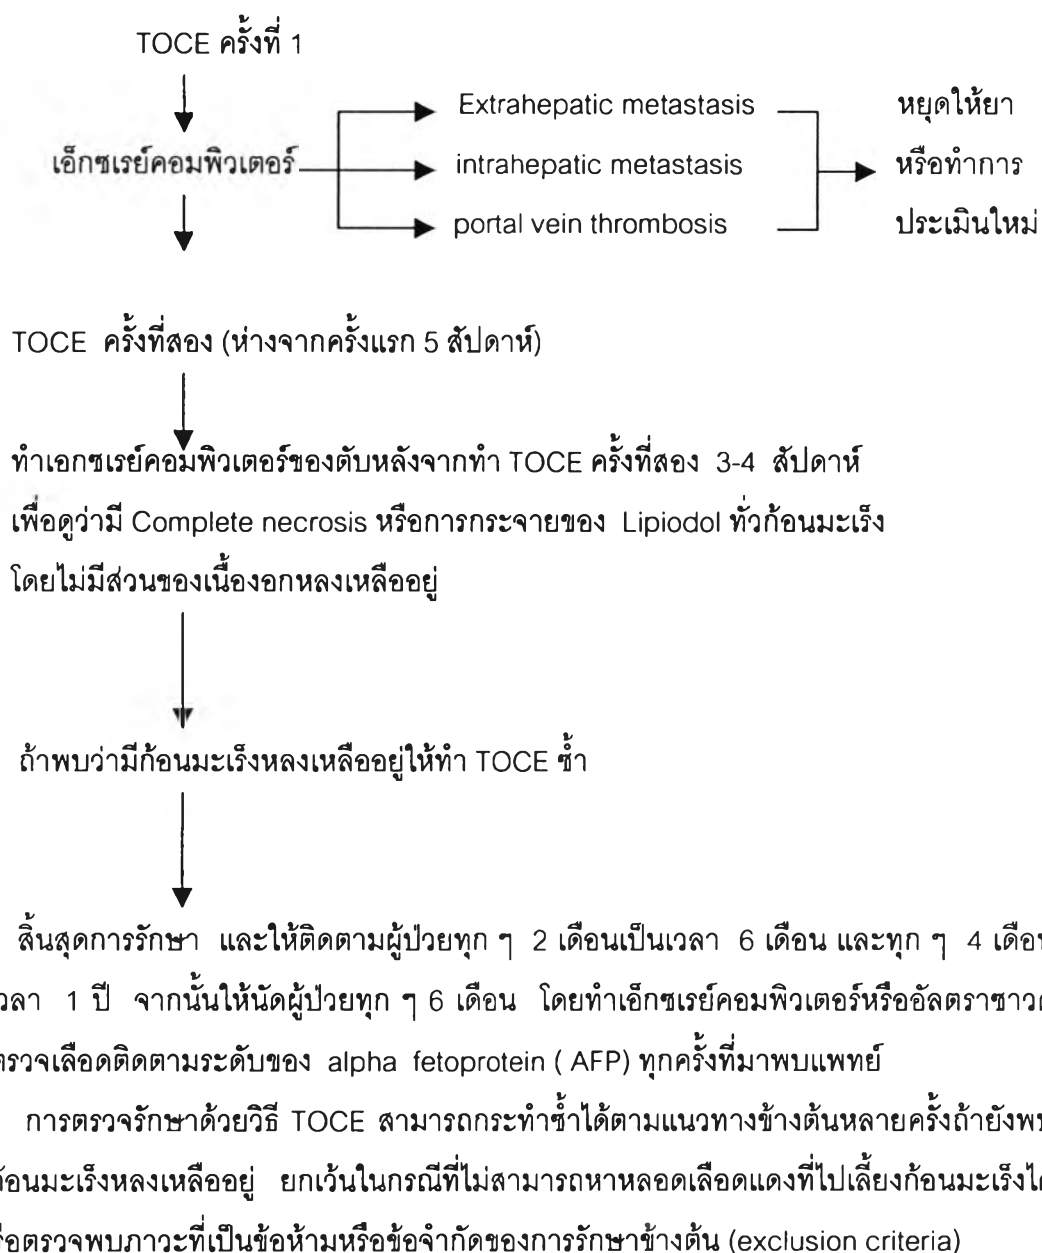 TOCE ครั้งที่ 1
Extrahepatic metastasis หยุดให้ยา
เอ็กซเรย์คอมพิวเตอร์ intrahepatic metastasis หรือทำการ
portal vein thrombosis ประเมินใหม่
TOCE ครั้งที่สอง (ห่างจากครั้งแรก 5 สัปดาห์)
ทำเอกซเรย์คอมพิวเตอร์ของตับหลังจากทำ TOCE ครั้งที่สอง 3-4 สัปดาห์
เพื่อดูว่ามี Complete necrosis หรือการกระจายของ Lipiodol ทั่วก้อนมะเร็ง
โดยไม่มีส่วนของเนื้องอกหลงเหลืออยู่
ถ้าพบว่ามีก้อนมะเร็งหลงเหลืออยู่ให้ทำ TOCE ซ้ำ
สิ้นสุดการรักษา และให้ติดตามผู้ป่วยทุก ๆ 2 เดือนเป็นเวลา 6 เดือน และทุก ๆ 4 เดือน
วลา 1 ปี จากนั้นให้นัดผู้ป่วยทุก ๆ 6 เดือน โดยทำเอ็กซเรย์คอมพิวเตอร์หรืออัลตราซาวด
ตรวจเลือดติดตามระดับของ alpha fetoprotein ( AFP) ทุกครั้งที่มาพบแพทย์
การตรวจรักษาด้วยวิธี TOCE สามารถกระทำซ้ำได้ตามแนวทางข้างต้นหลายครั้งถ้ายังพบ
ก้อนมะเร็งหลงเหลืออยู่ ยกเว้นในกรณีที่ไม่สามารถหาหลอดเลือดแดงที่ไปเลี้ยงก้อนมะเร็งได้
รือตรวจพบภาวะที่เป็นข้อห้ามหรือข้อจำกัดของการรักษาข้างต้น (exclusion criteria)